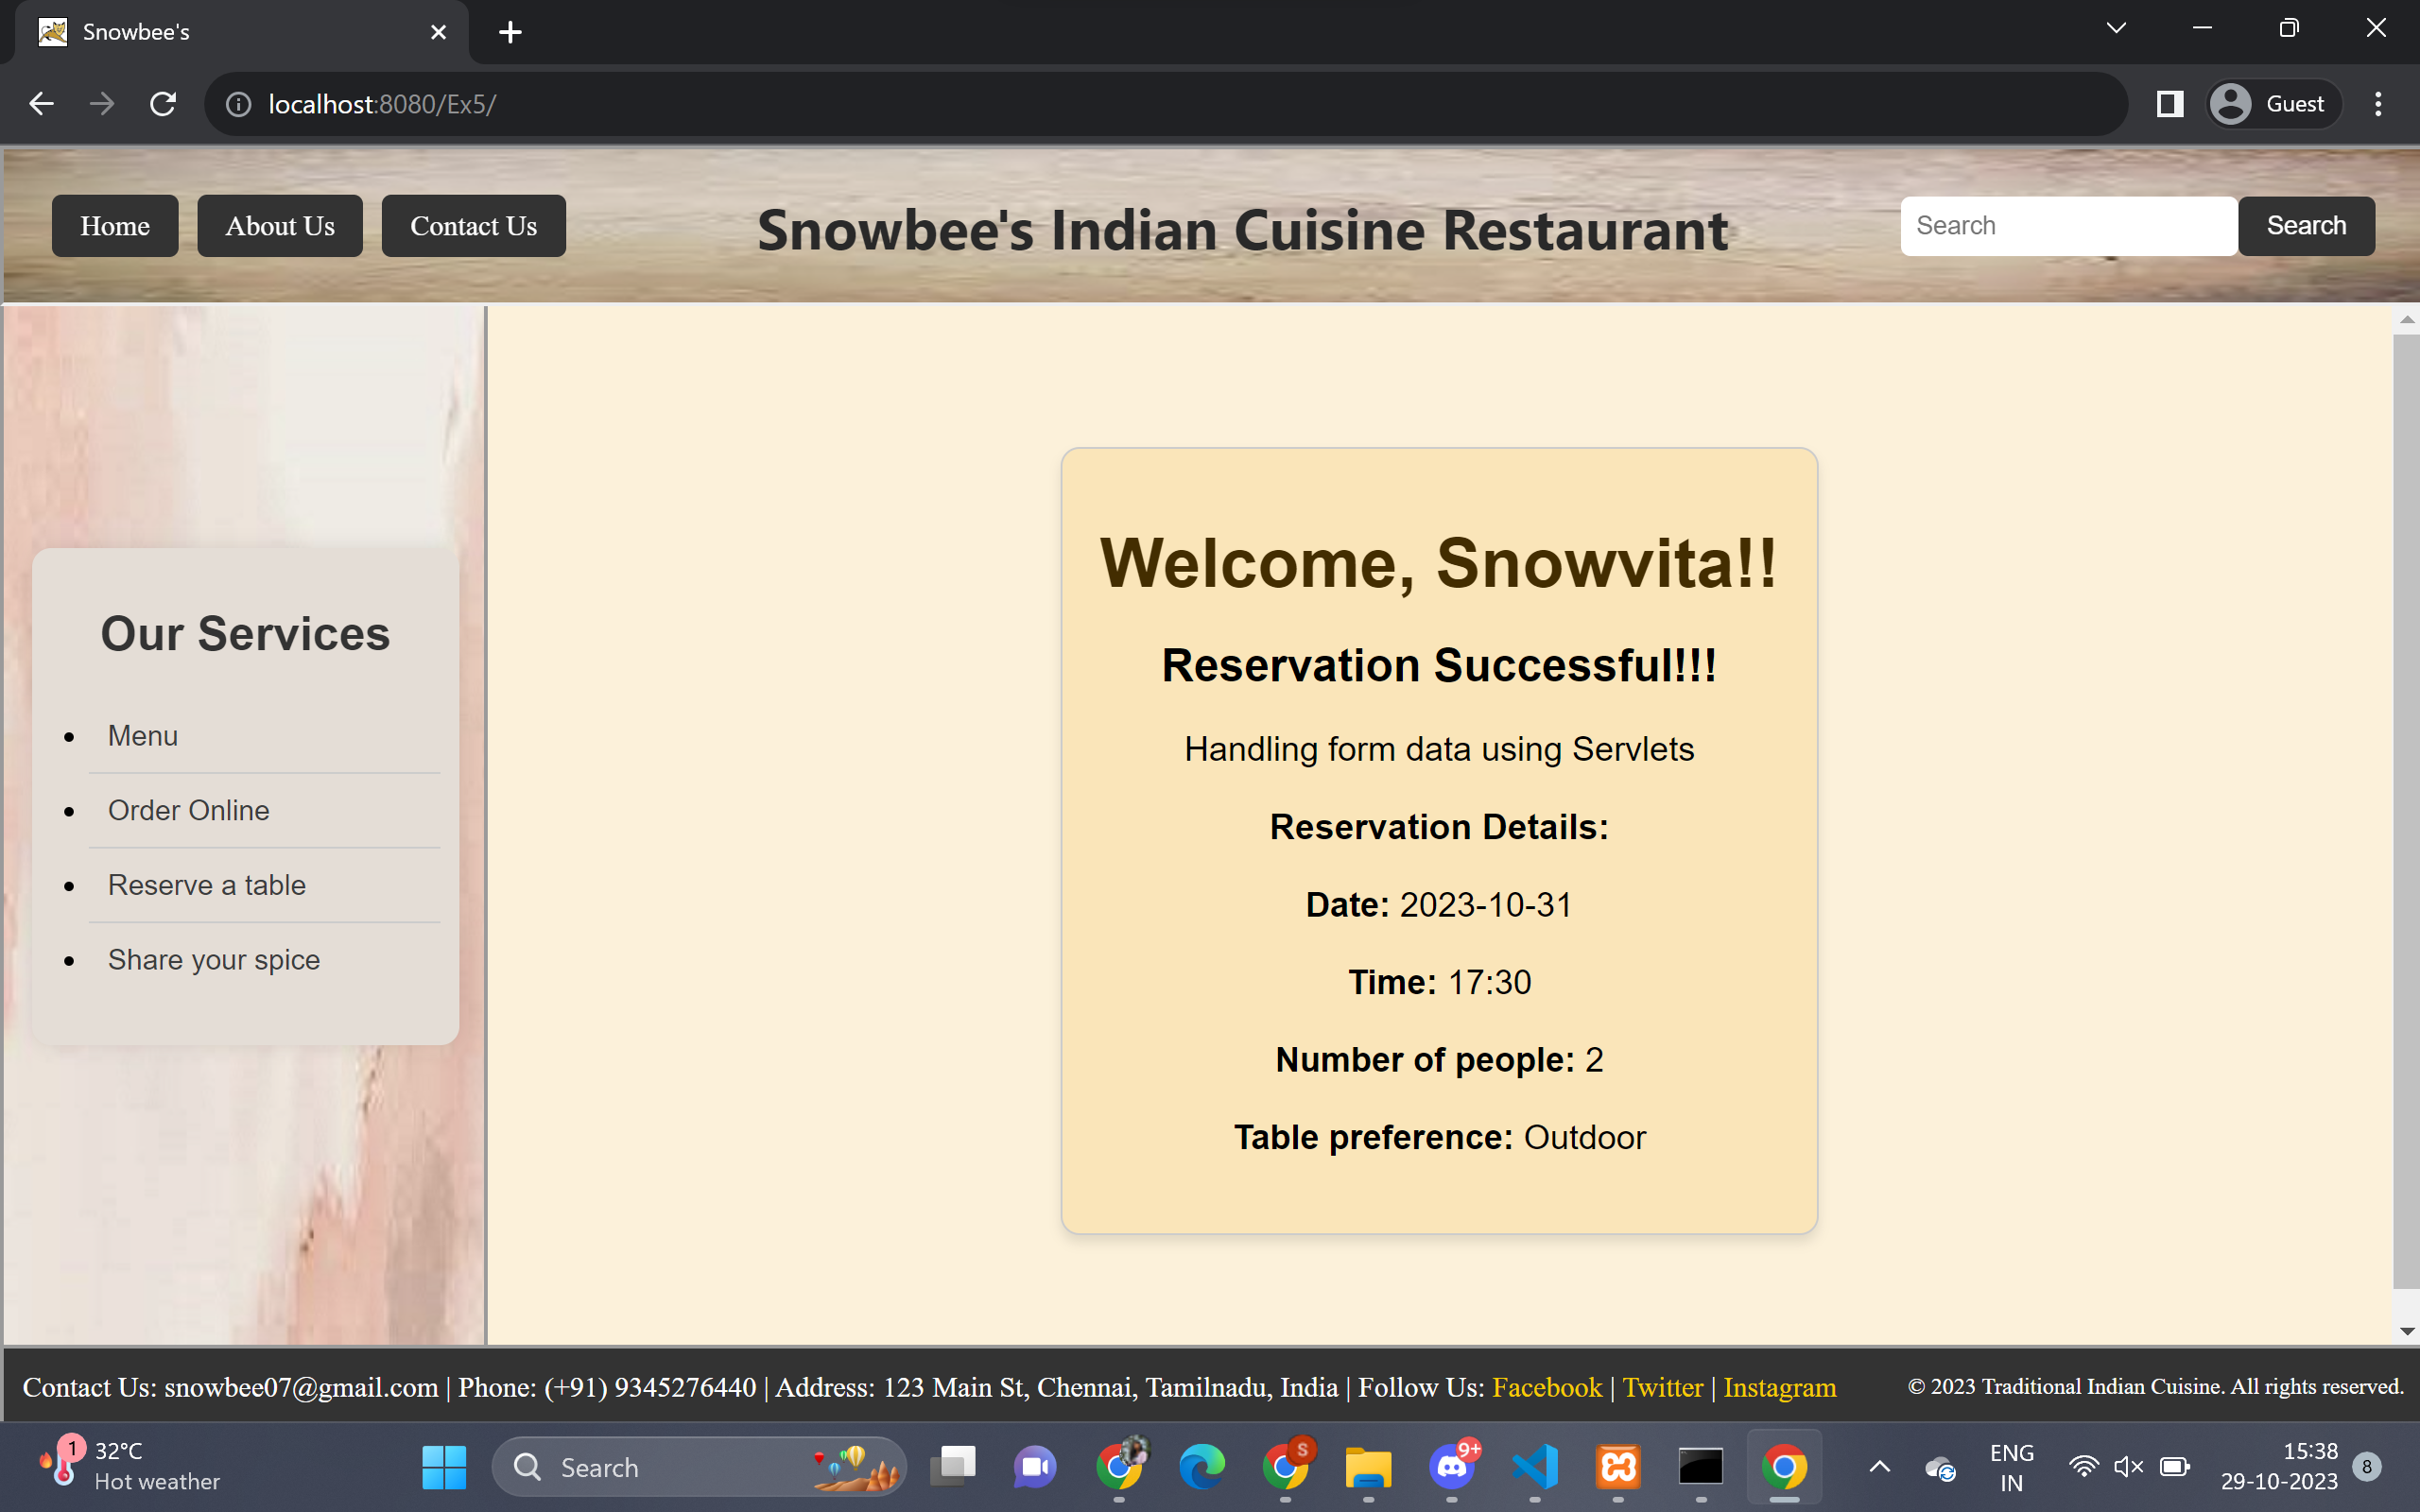 Snowbee's
localhost:8080/Ex5/
Guest
Home
About Us
Contact Us
Snowbee's Indian Cuisine Restaurant
Search
Search
Our Services
Menu
Order Online
Reserve a table
Share your spice
Welcome, Snowvita!!
Reservation Successful!!!
Handling form data using Servlets
Reservation Details:
Date: 2023-10-31
Time: 17:30
Number of people: 2
Table preference: Outdoor
Contact Us: snowbee07@gmail.com | Phone: (+91) 9345276440 | Address: 123 Main St, Chennai, Tamilnadu, India | Follow Us: Facebook | Twitter | Instagram
© 2023 Traditional Indian Cuisine. All rights reserved.
1
32°C
Hot weather
Search
S
9+
ENG
IN
15:38
29-10-2023
8